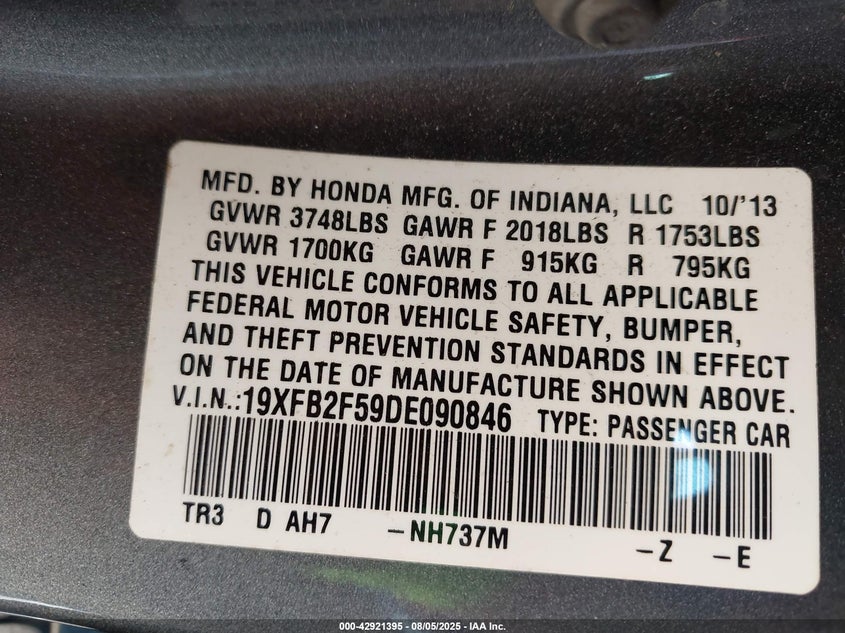 MFD. BY HONDA MFG. OF INDIANA, LLC 10/'13
GVWR 3748LBS GAWR F 2018LBS R 1753LBS
GVWR 1700KG GAWR F 915KG R 795KG
THIS VEHICLE CONFORMS TO ALL APPLICABLE
FEDERAL MOTOR VEHICLE SAFETY, BUMPER,
AND THEFT PREVENTION STANDARDS IN EFFECT
ON THE DATE OF MANUFACTURE SHOWN ABOVE.
V.I.N.:19XFB2F59DE090846 TYPE: PASSENGER CAR
TR3 D AH7 -NH737M -Z -E
000-42921395 - 08/05/2025 - IAA Inc.